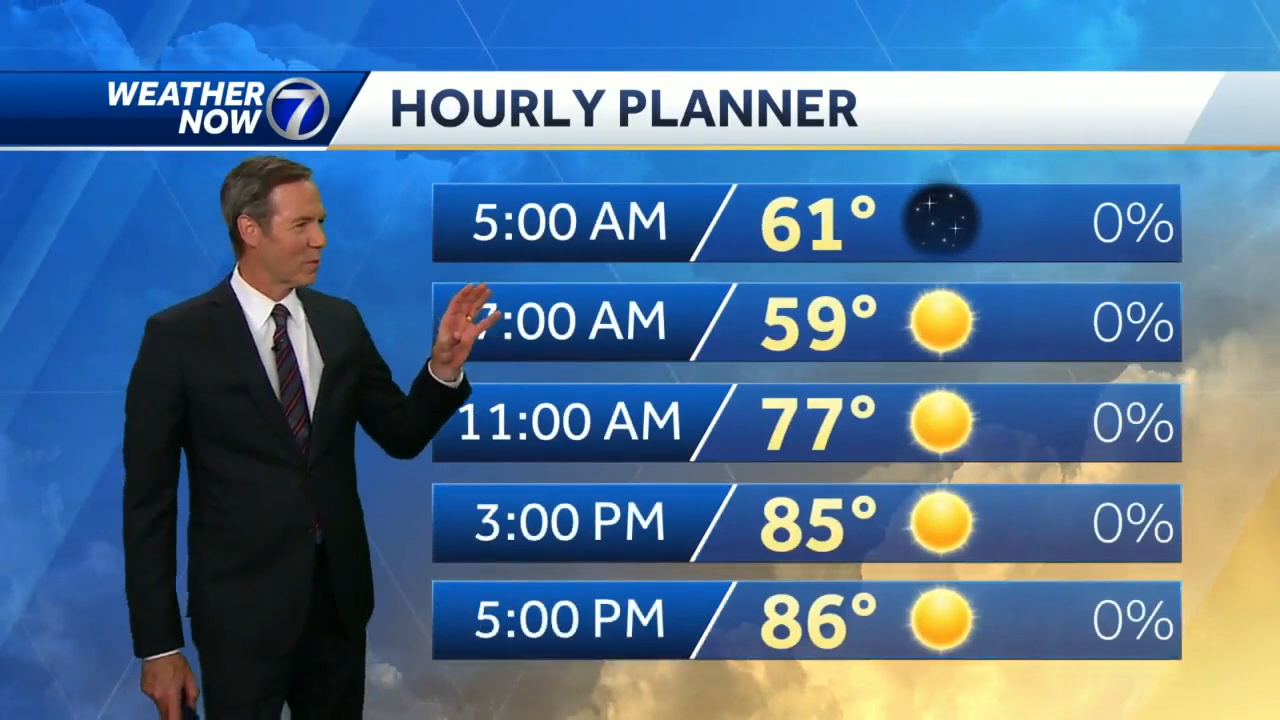 WEATHER
NOW 7
HOURLY PLANNER
5:00 AM 61° 0%
7:00 AM 59° 0%
11:00 AM 77° 0%
3:00 PM 85° 0%
5:00 PM 86° 0%